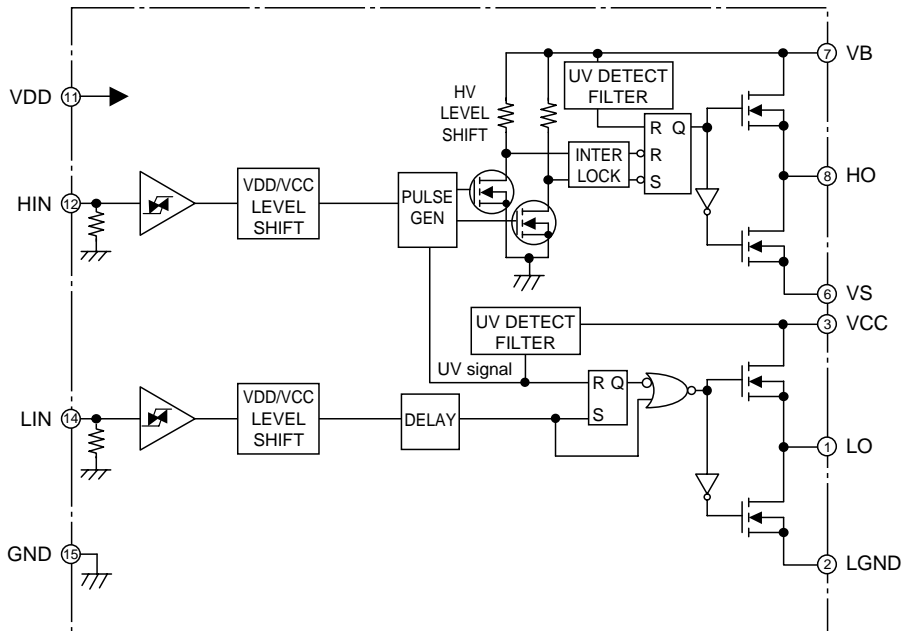 7 VB
UV DETECT
FILTER
HV
LEVEL
SHIFT
VDD 11
R Q
R
S
INTER
LOCK
8 HO
HIN 12
VDD/VCC
LEVEL
SHIFT
PULSE
GEN
6 VS
3 VCC
UV DETECT
FILTER
UV signal
R Q
S
LIN 14
VDD/VCC
LEVEL
SHIFT
DELAY
1 LO
GND 15
2 LGND